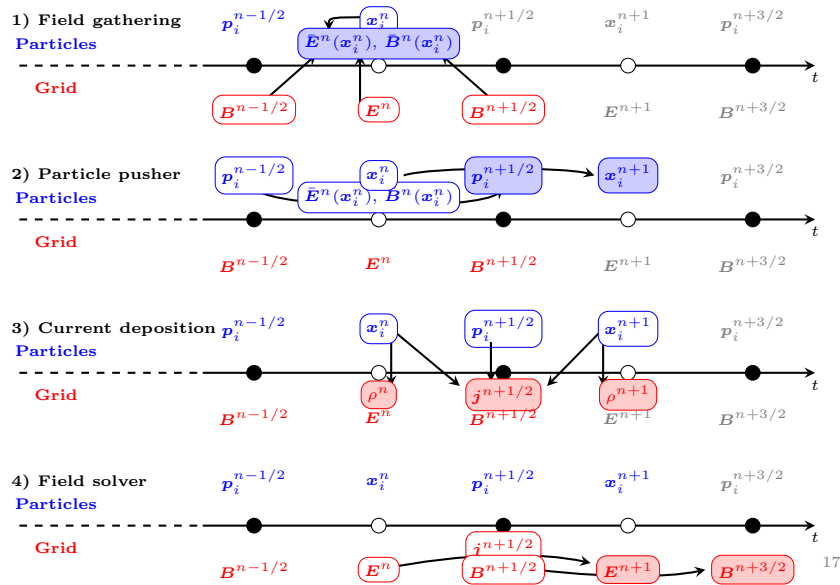 1) Field gathering p_i^{n−1/2} x_i^n p_i^{n+1/2} x_i^{n+1} p_i^{n+3/2}
Particles Ē^n(x_i^n), B̄^n(x_i^n)
t
Grid
B^{n−1/2} E^n B^{n+1/2} E^{n+1} B^{n+3/2}
2) Particle pusher p_i^{n−1/2} x_i^n p_i^{n+1/2} x_i^{n+1} p_i^{n+3/2}
Particles Ē^n(x_i^n), B̄^n(x_i^n)
t
Grid
B^{n−1/2} E^n B^{n+1/2} E^{n+1} B^{n+3/2}
3) Current deposition p_i^{n−1/2} x_i^n p_i^{n+1/2} x_i^{n+1} p_i^{n+3/2}
Particles
t
Grid ρ^n j^{n+1/2} ρ^{n+1}
B^{n−1/2} E^n B^{n+1/2} E^{n+1} B^{n+3/2}
4) Field solver p_i^{n−1/2} x_i^n p_i^{n+1/2} x_i^{n+1} p_i^{n+3/2}
Particles
t
Grid j^{n+1/2}
B^{n−1/2} E^n B^{n+1/2} E^{n+1} B^{n+3/2}
17